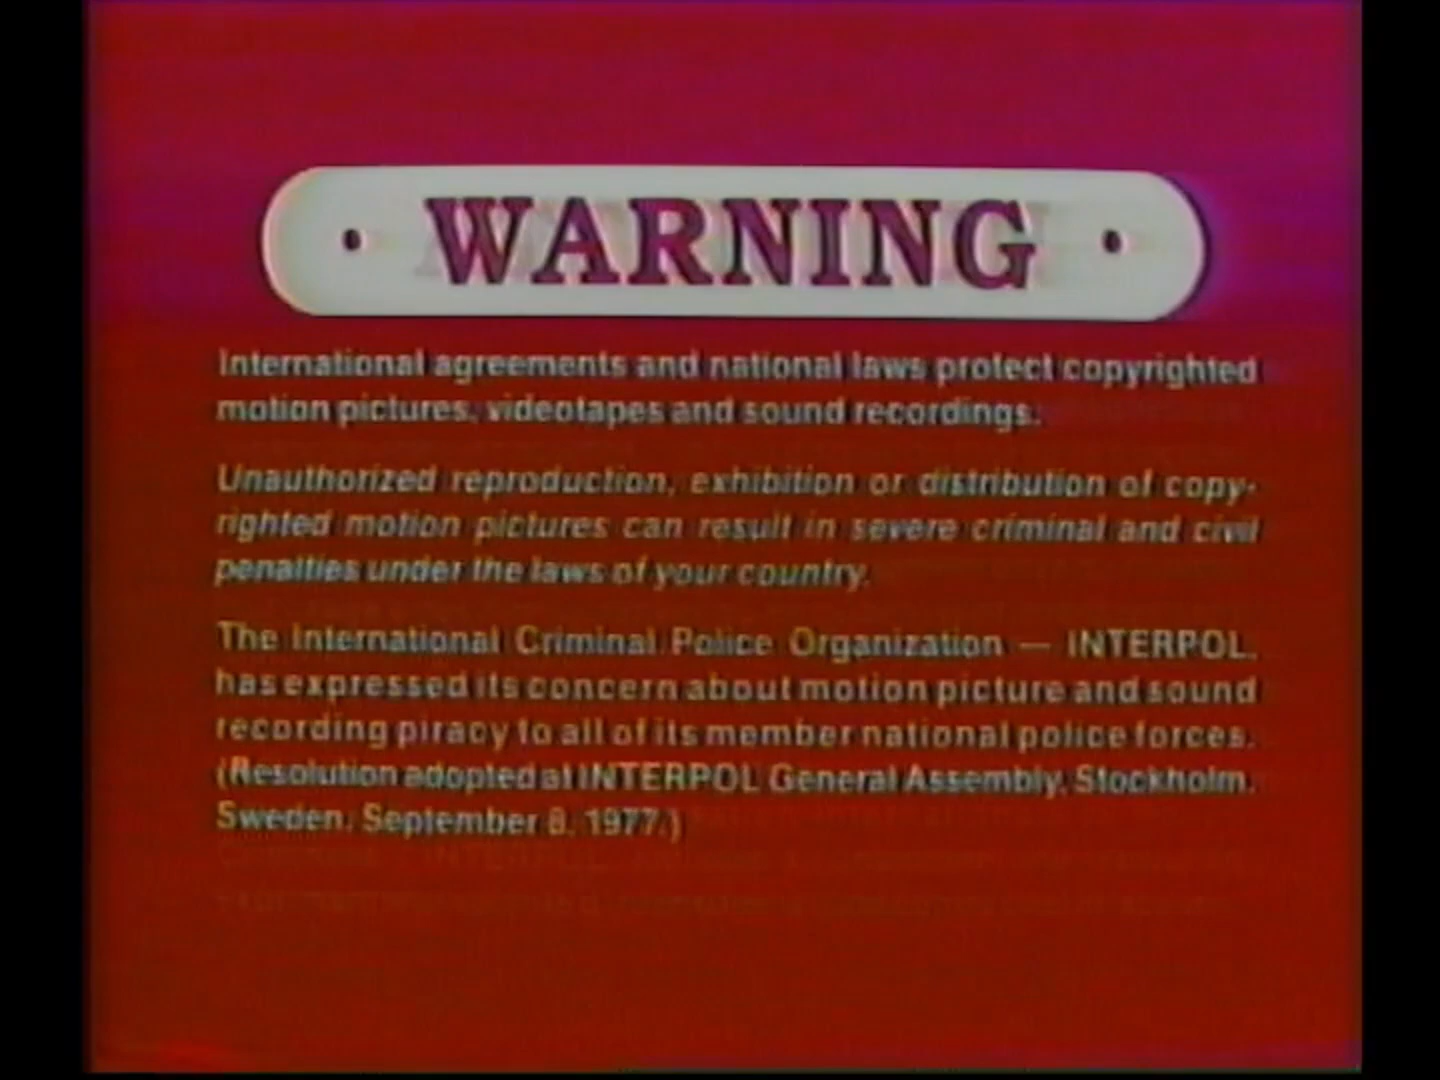 • WARNING •
International agreements and national laws protect copyrighted
motion pictures, videotapes and sound recordings.
Unauthorized reproduction, exhibition or distribution of copy-
righted motion pictures can result in severe criminal and civil
penalties under the laws of your country.
The International Criminal Police Organization — INTERPOL,
has expressed its concern about motion picture and sound
recording piracy to all of its member national police forces.
(Resolution adopted at INTERPOL General Assembly, Stockholm,
Sweden, September 8, 1977.)